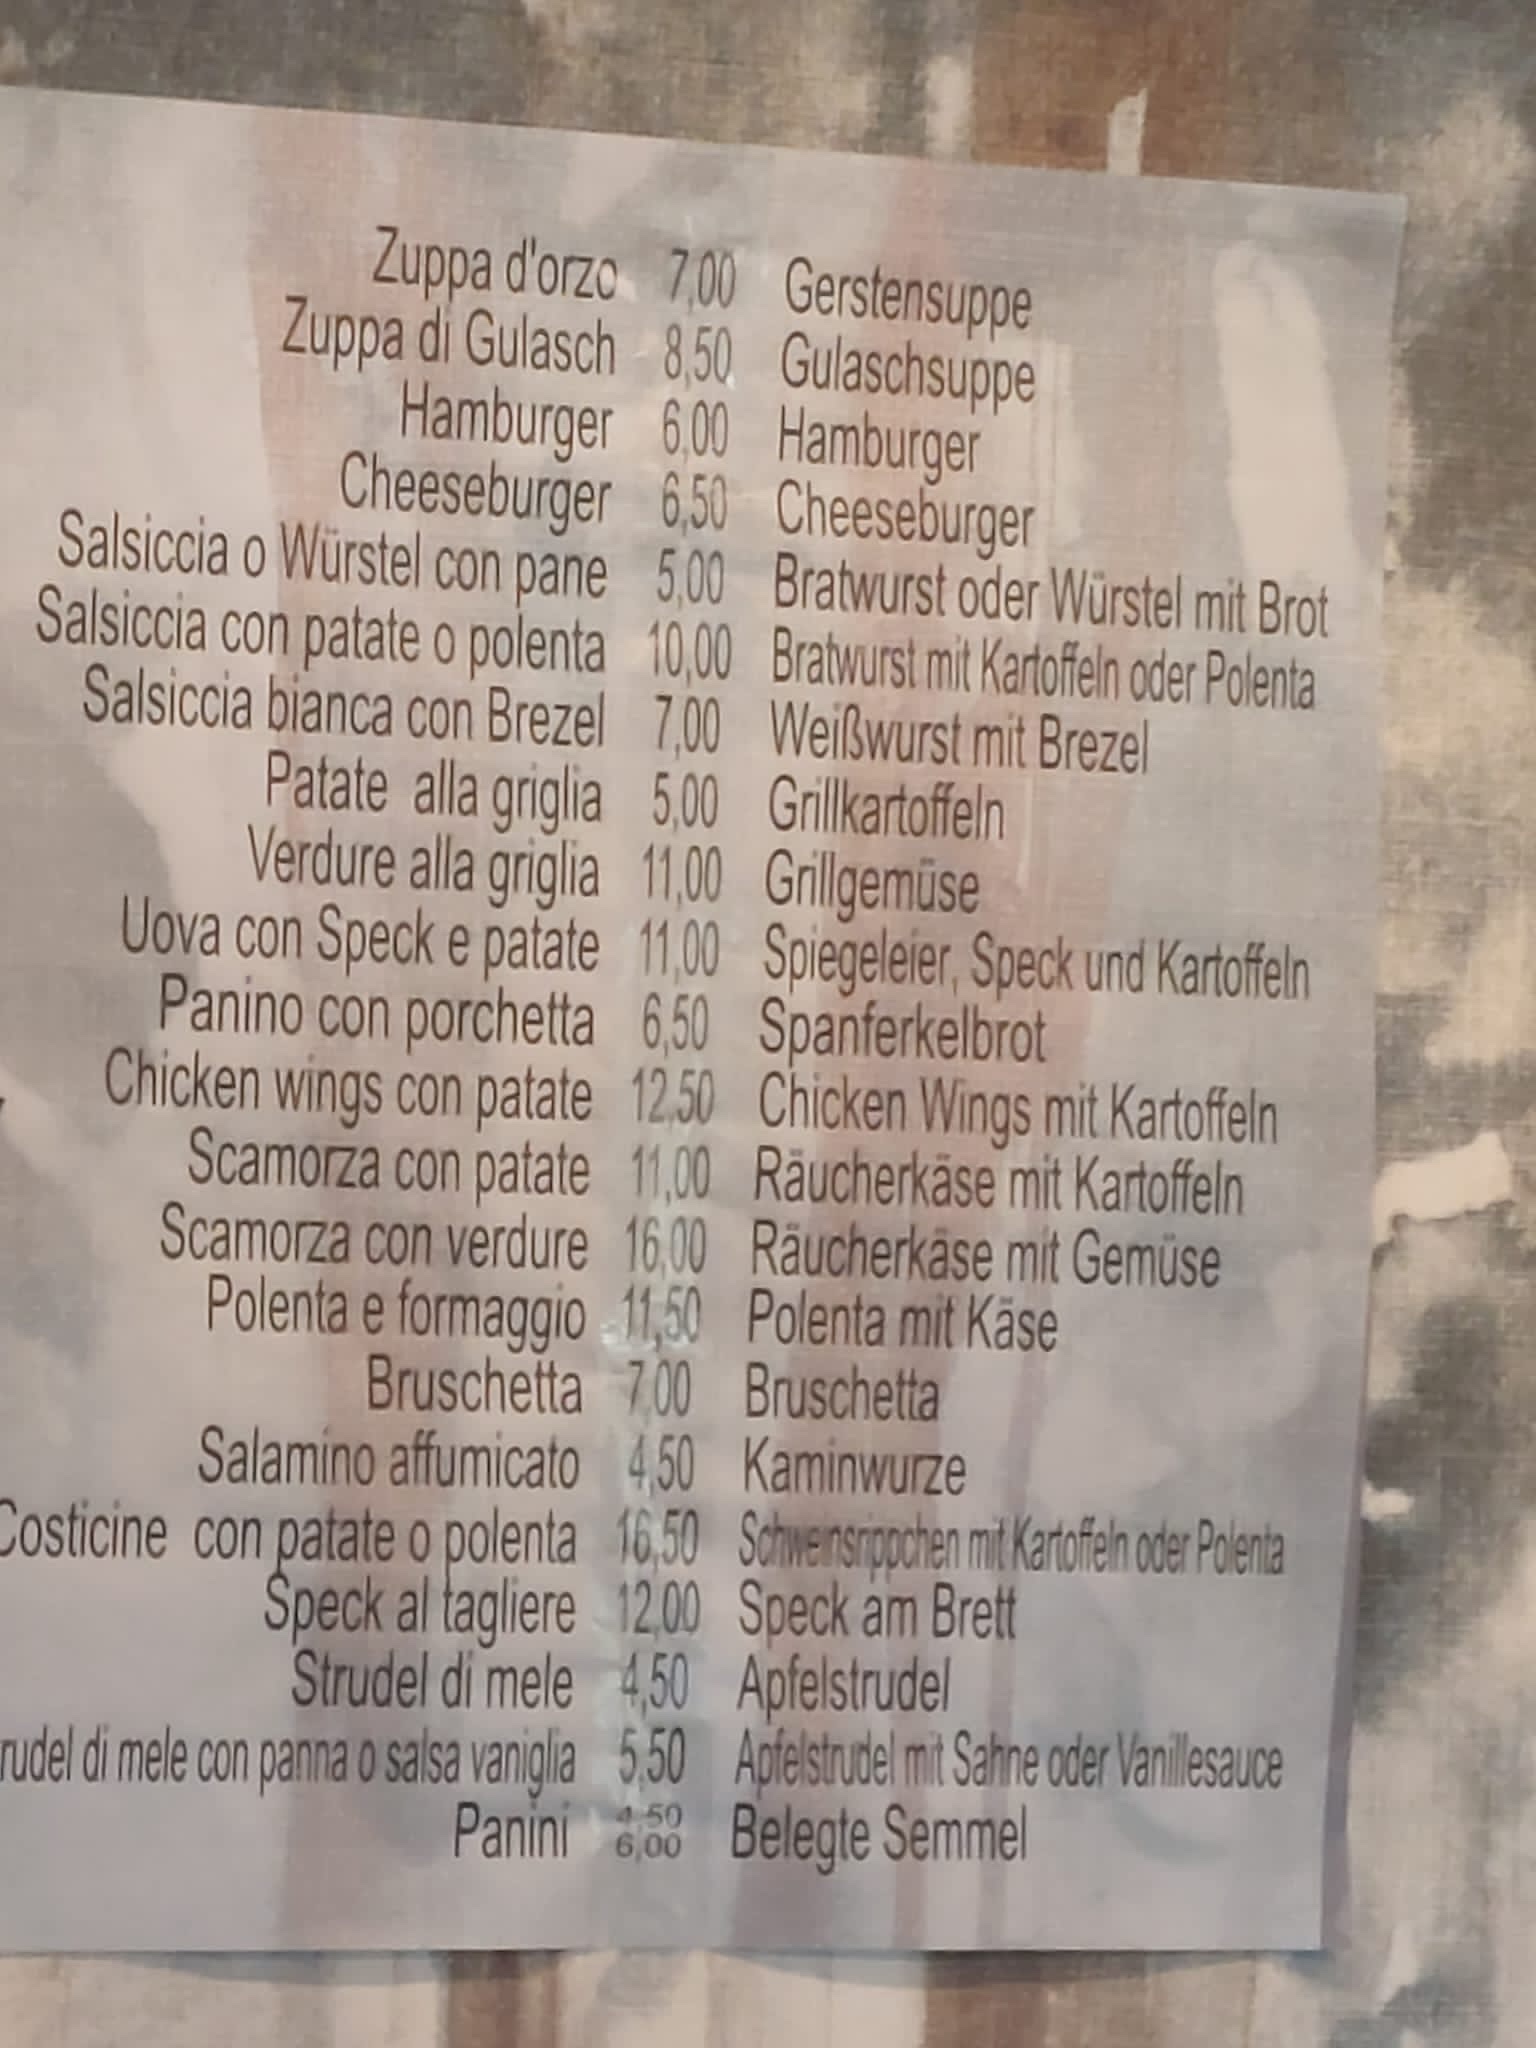 Zuppa d'orzo 7,00 Gerstensuppe
Zuppa di Gulasch 8,50 Gulaschsuppe
Hamburger 6,00 Hamburger
Cheeseburger 6,50 Cheeseburger
Salsiccia o Würstel con pane 5,00 Bratwurst oder Würstel mit Brot
Salsiccia con patate o polenta 10,00 Bratwurst mit Kartoffeln oder Polenta
Salsiccia bianca con Brezel 7,00 Weißwurst mit Brezel
Patate alla griglia 5,00 Grillkartoffeln
Verdure alla griglia 11,00 Grillgemüse
Uova con Speck e patate 11,00 Spiegeleier, Speck und Kartoffeln
Panino con porchetta 6,50 Spanferkelbrot
Chicken wings con patate 12,50 Chicken Wings mit Kartoffeln
Scamorza con patate 11,00 Räucherkäse mit Kartoffeln
Scamorza con verdure 16,00 Räucherkäse mit Gemüse
Polenta e formaggio 11,50 Polenta mit Käse
Bruschetta 7,00 Bruschetta
Salamino affumicato 4,50 Kaminwurze
Costicine con patate o polenta 16,50 Schweinsrippchen mit Kartoffeln oder Polenta
Speck al tagliere 12,00 Speck am Brett
Strudel di mele 4,50 Apfelstrudel
rudel di mele con panna o salsa vaniglia 5,50 Apfelstrudel mit Sahne oder Vanillesauce
Panini 4,50 6,00 Belegte Semmel